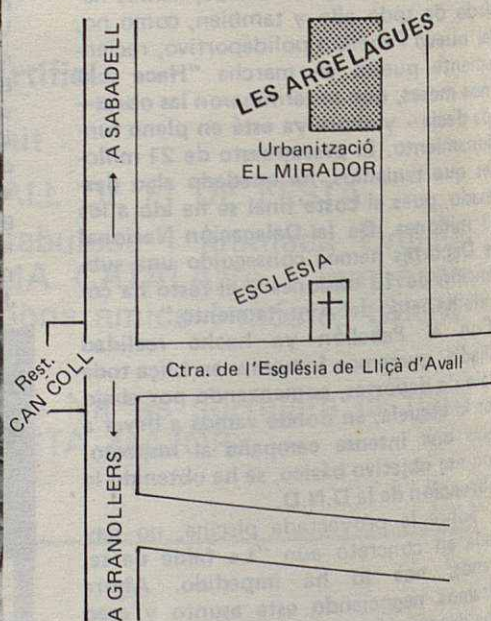 A SABADELL
LES ARGELAGUES
Urbanització
EL MIRADOR
ESGLESIA
Rest.
CAN COLL
Ctra. de l'Església de Lliçà d'Avall
A GRANOLLERS